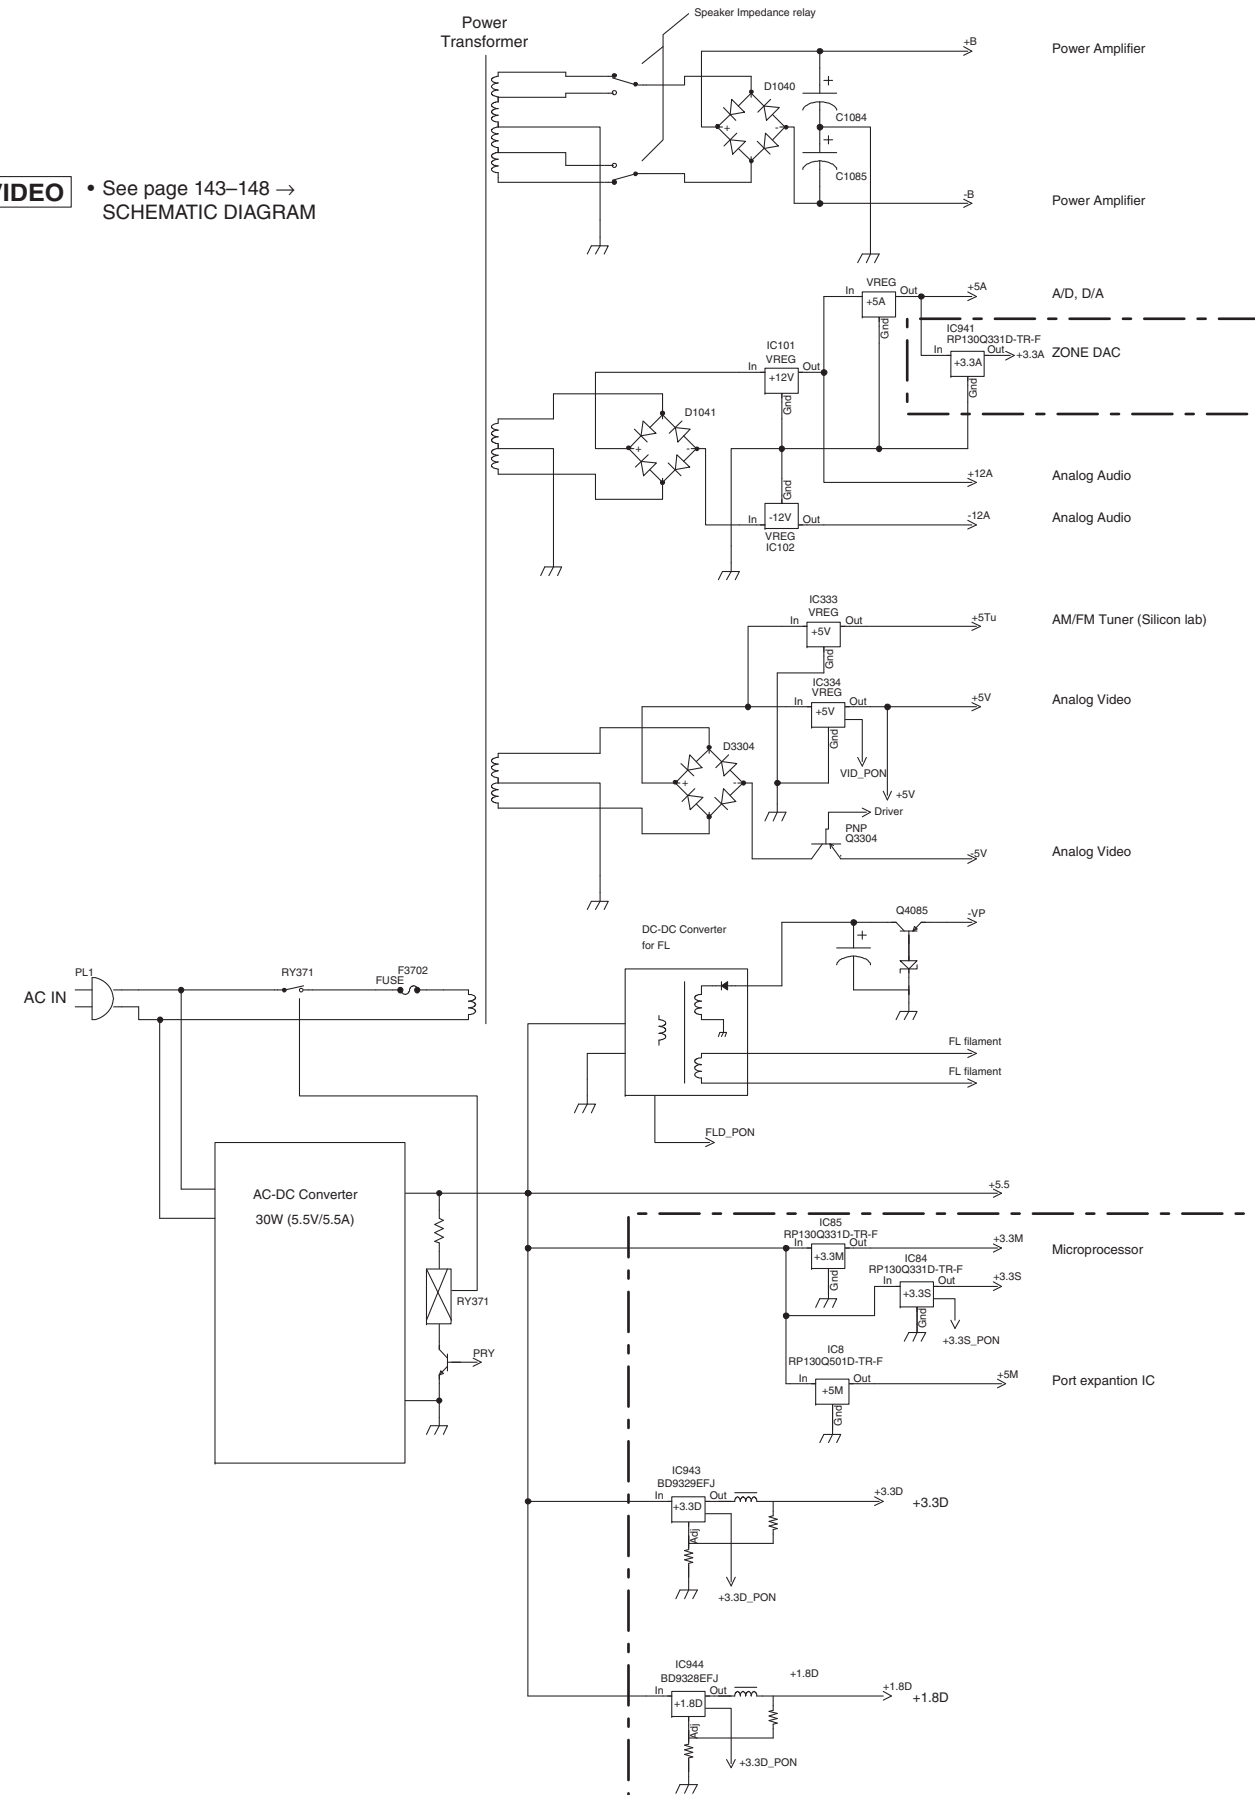 Speaker Impedance relay
Power
Transformer
+B
Power Amplifier
D1040
+
C1084
+
-
+
C1085
VIDEO
• See page 143–148 →
SCHEMATIC DIAGRAM
-B
Power Amplifier
VREG
In
Out
+5A
+5A
A/D, D/A
Gnd
IC941
RP130Q331D-TR-F
In
Out
+3.3A
+3.3A
ZONE DAC
Gnd
IC101
VREG
In
Out
+12V
Gnd
D1041
+
-
+12A
Analog Audio
Gnd
In
-12V
Out
-12A
Analog Audio
VREG
IC102
IC333
VREG
In
Out
+5V
+5Tu
AM/FM Tuner (Silicon lab)
Gnd
IC334
VREG
In
Out
+5V
+5V
Analog Video
Gnd
D3304
+
-
VID_PON
+5V
Driver
PNP
Q3304
-5V
Analog Video
DC-DC Converter
for FL
Q4085
-VP
+
PL1
AC IN
RY371
F3702
FUSE
FL filament
FL filament
FLD_PON
AC-DC Converter
30W (5.5V/5.5A)
+5.5
RY371
PRY
IC85
RP130Q331D-TR-F
In
Out
+3.3M
+3.3M
Microprocessor
Gnd
IC84
RP130Q331D-TR-F
In
Out
+3.3S
+3.3S
Gnd
+3.3S_PON
IC8
RP130Q501D-TR-F
In
Out
+5M
+5M
Port expantion IC
Gnd
IC943
BD9329EFJ
In
Out
+3.3D
+3.3D
+3.3D
Adj
+3.3D_PON
IC944
BD9328EFJ
+1.8D
In
Out
+1.8D
+1.8D
+1.8D
Adj
+3.3D_PON